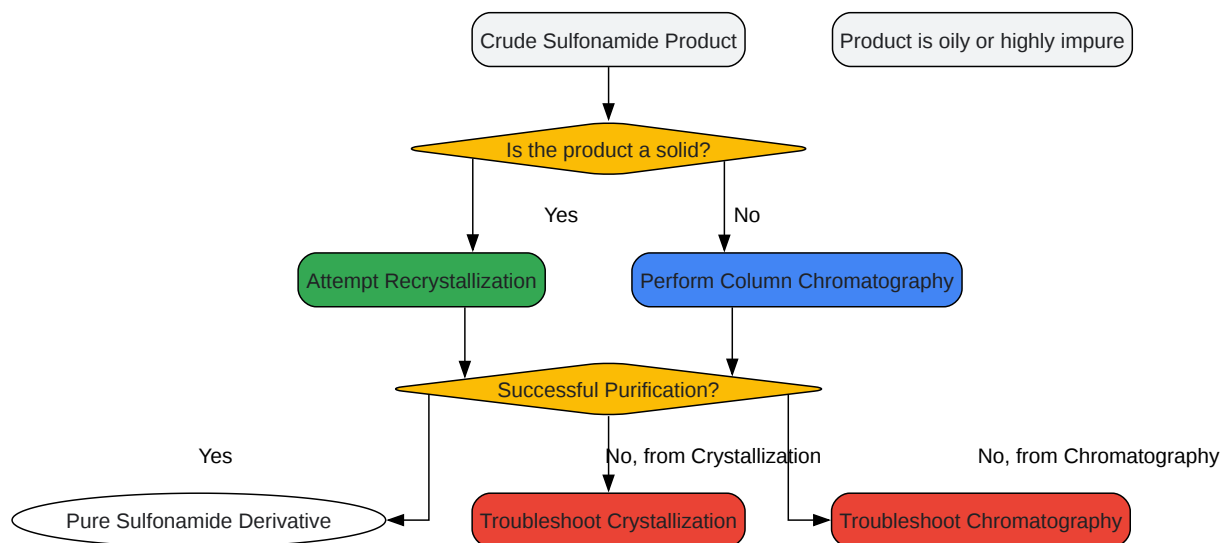 Crude Sulfonamide Product
Product is oily or highly impure
Is the product a solid?
Yes
No
Attempt Recrystallization
Perform Column Chromatography
Successful Purification?
Yes
No, from Crystallization
No, from Chromatography
Pure Sulfonamide Derivative
Troubleshoot Crystallization
Troubleshoot Chromatography